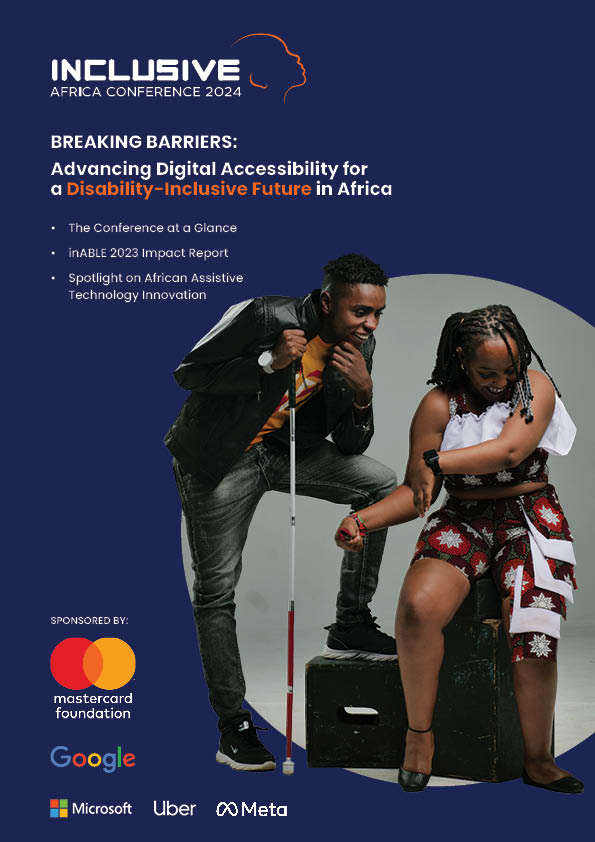 INCLUSIVE
AFRICA CONFERENCE 2024
BREAKING BARRIERS:
Advancing Digital Accessibility for
a Disability-Inclusive Future in Africa
• The Conference at a Glance
• inABLE 2023 Impact Report
• Spotlight on African Assistive
Technology Innovation
SPONSORED BY:
mastercard
foundation
Google
Microsoft
Uber
Meta